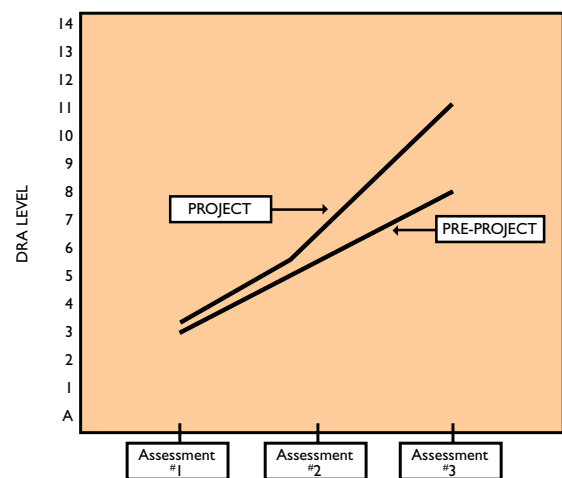 14
13
12
11
10
9
8
7
6
5
4
3
2
1
A
DRA LEVEL
PROJECT
PRE-PROJECT
Assessment
#1
Assessment
#2
Assessment
#3